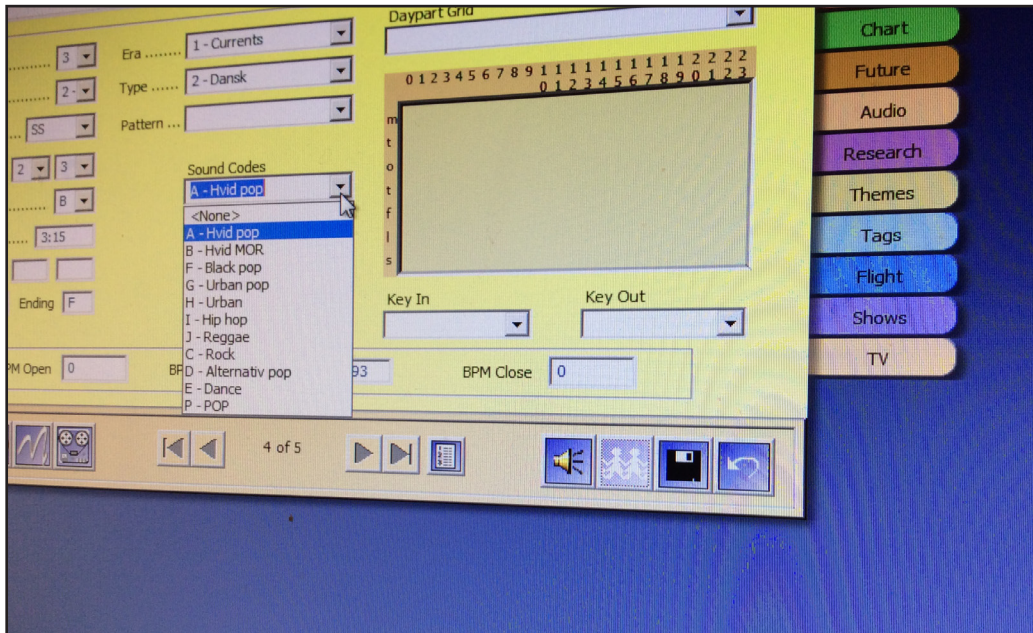 Daypart Grid
3
Era ........ 1 - Currents
2 -
Type ...... 2 - Dansk
SS
Pattern ...
2 3
B
3:15
Ending F
Sound Codes
A - Hvid pop
<None>
A - Hvid pop
B - Hvid MOR
F - Black pop
G - Urban pop
H - Urban
I - Hip hop
J - Reggae
C - Rock
D - Alternativ pop
E - Dance
P - POP
0 1 2 3 4 5 6 7 8 9 1 1 1 1 1 1 1 1 1 1 2 2 2 2
0 1 2 3 4 5 6 7 8 9 0 1 2 3
m
t
o
t
f
l
s
Key In
Key Out
PM Open 0
BP
93
BPM Close 0
4 of 5
Chart
Future
Audio
Research
Themes
Tags
Flight
Shows
TV